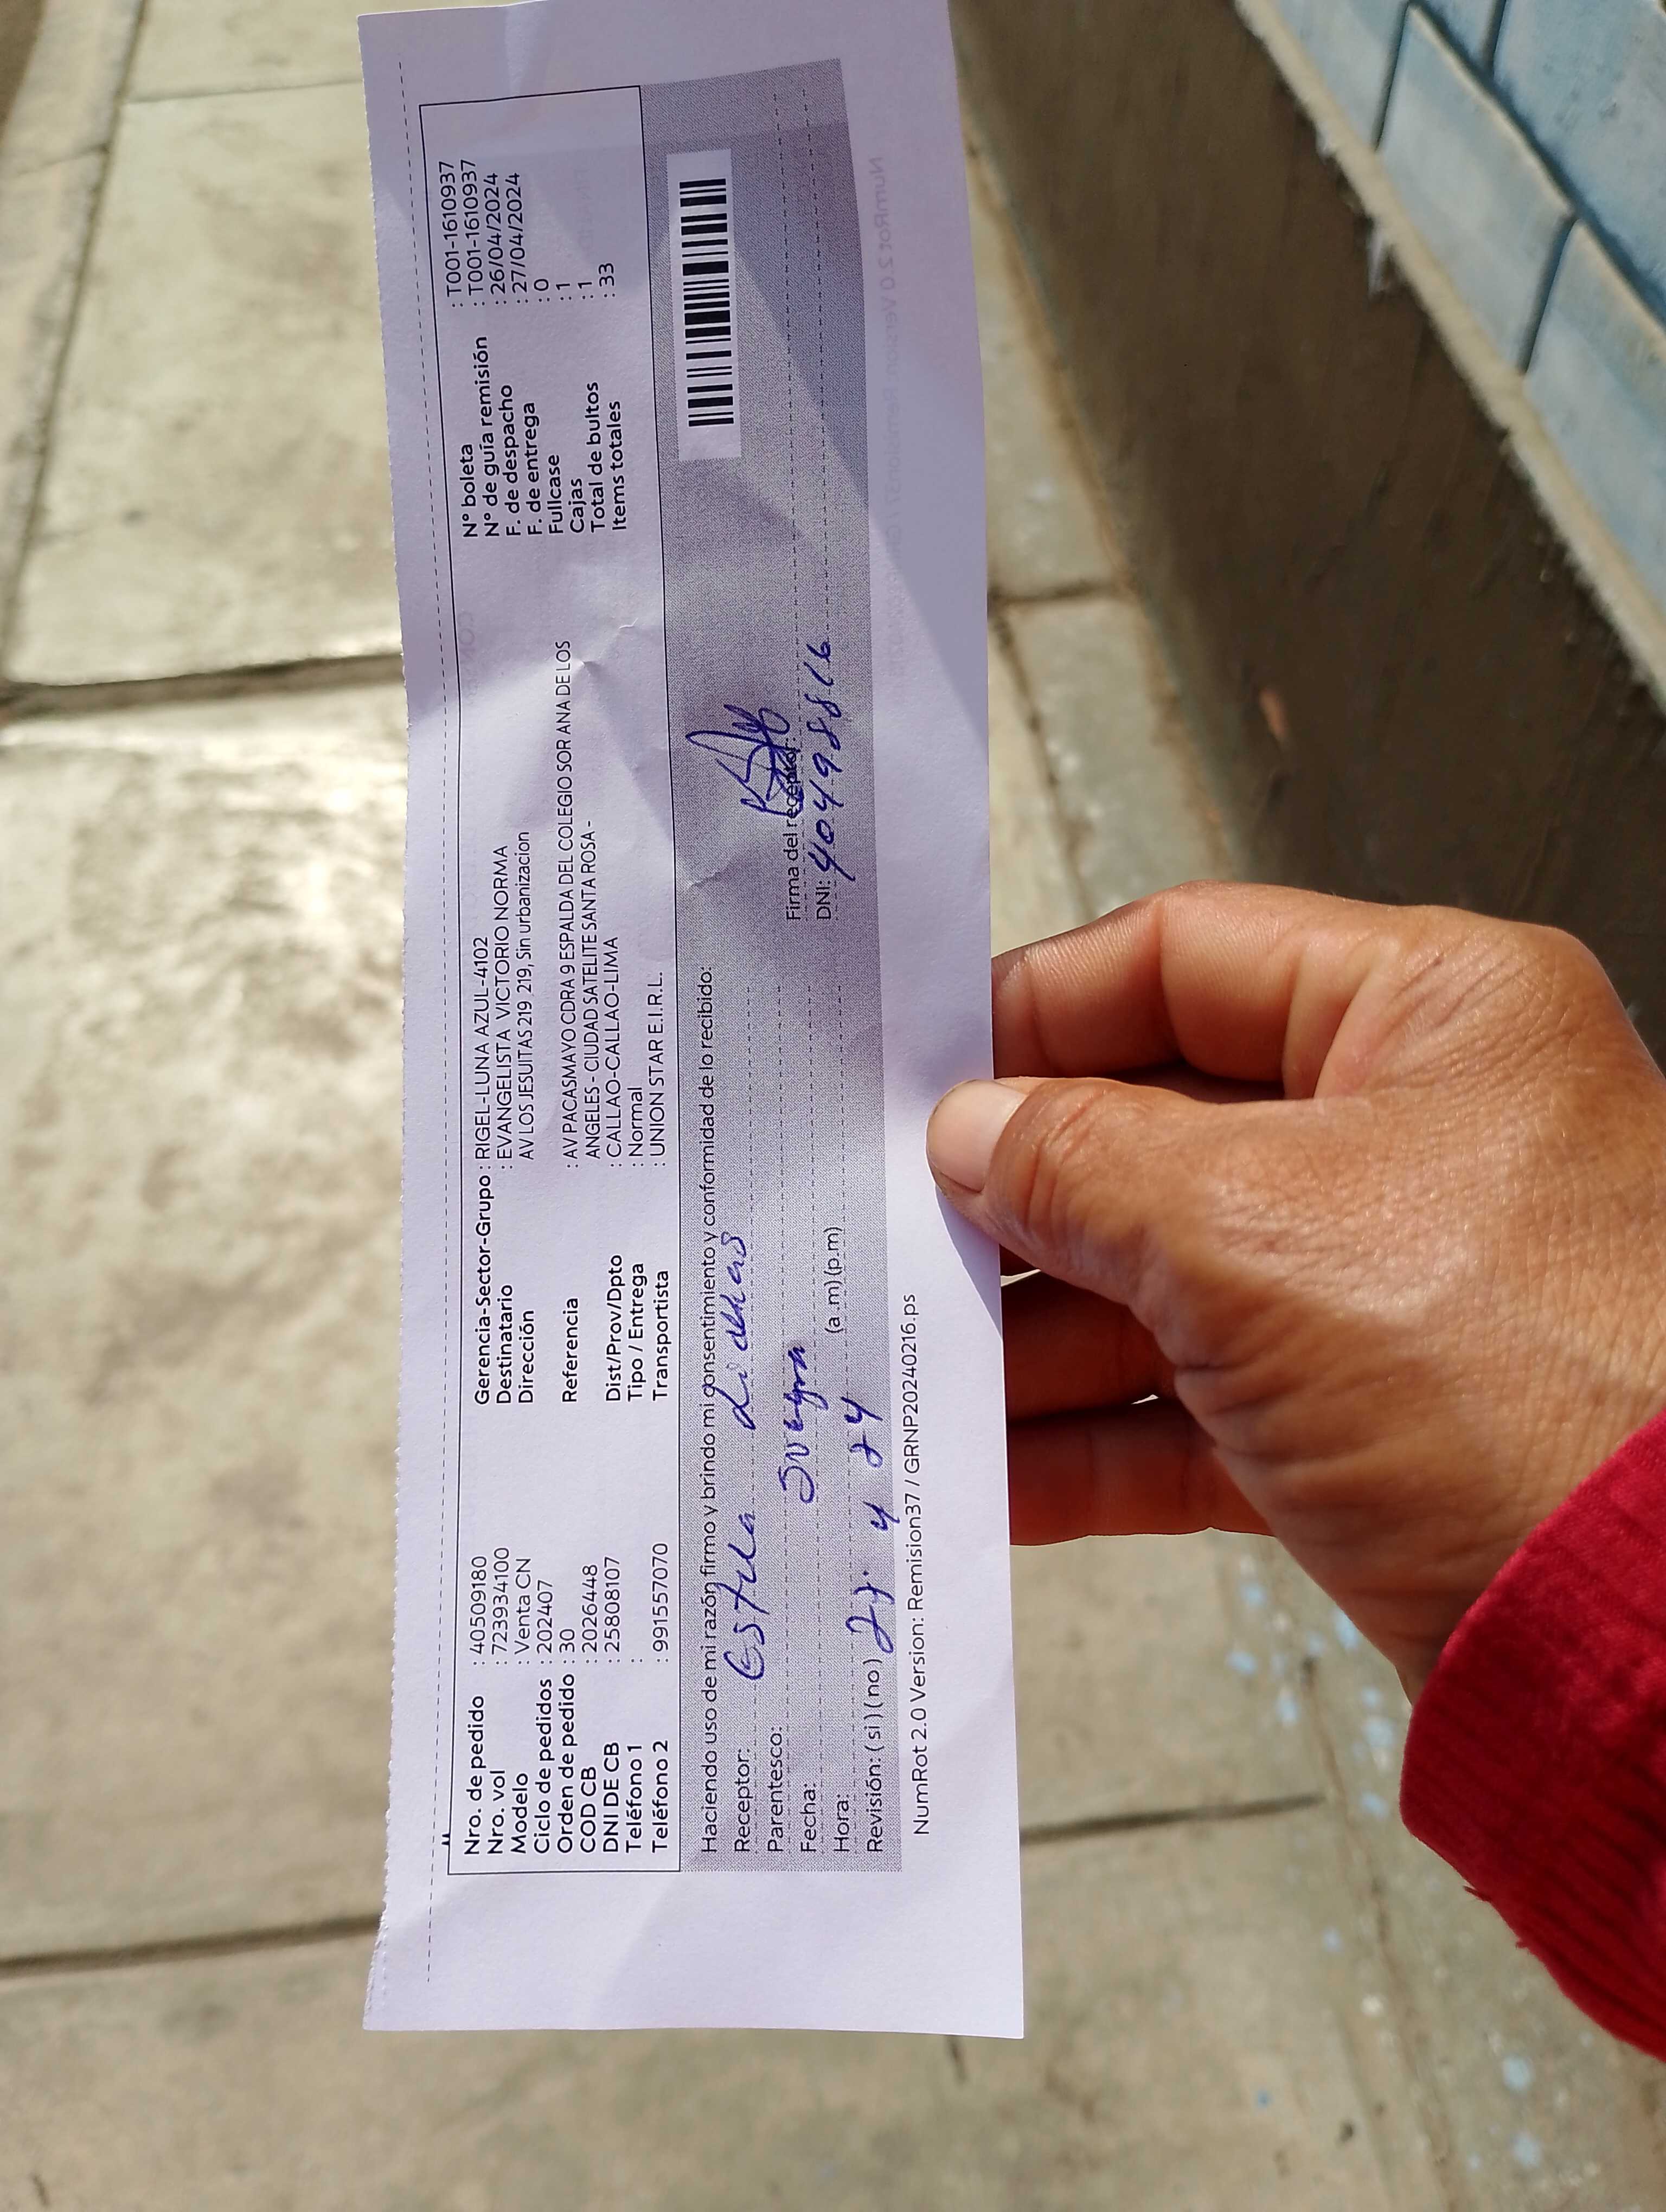 Nro. de pedido : 40509180
Nro. vol : 723934100
Modelo : Venta CN
Ciclo de pedidos : 202407
Orden de pedido : 30
COD CB : 20226448
DNI DE CB : 25808107
Teléfono 1 :
Teléfono 2 : 991557070
Gerencia-Sector-Grupo : RIGEL-LUNA AZUL-4102
Destinatario : EVANGELISTA VICTORIO NORMA
Dirección AV LOS JESUITAS 219 219, Sin urbanizacion
Referencia : AV PACASMAYO CDRA 9 ESPALDA DEL COLEGIO SOR ANA DE LOS
ANGELES - CIUDAD SATELITE SANTA ROSA -
Dist/Prov/Dpto : CALLAO-CALLAO-LIMA
Tipo / Entrega : Normal
Transportista : UNION STAR E.I.R.L.
N° boleta : T001-1610937
N° de guía remisión : T001-1610937
F. de despacho : 26/04/2024
F. de entrega : 27/04/2024
Fullcase : 0
Cajas : 1
Total de bultos : 1
Items totales : 33
Haciendo uso de mi razón firmo y brindo mi consentimiento y conformidad de lo recibido:
Receptor:
Parentesco: suegra
Fecha:
Hora: (a.m) (p.m)
Revisión: ( si ) ( no ) 27. 4 24
Firma del receptor:
DNI:
NumRot 2.0 Version: Remision37 / GRNP20240216.ps